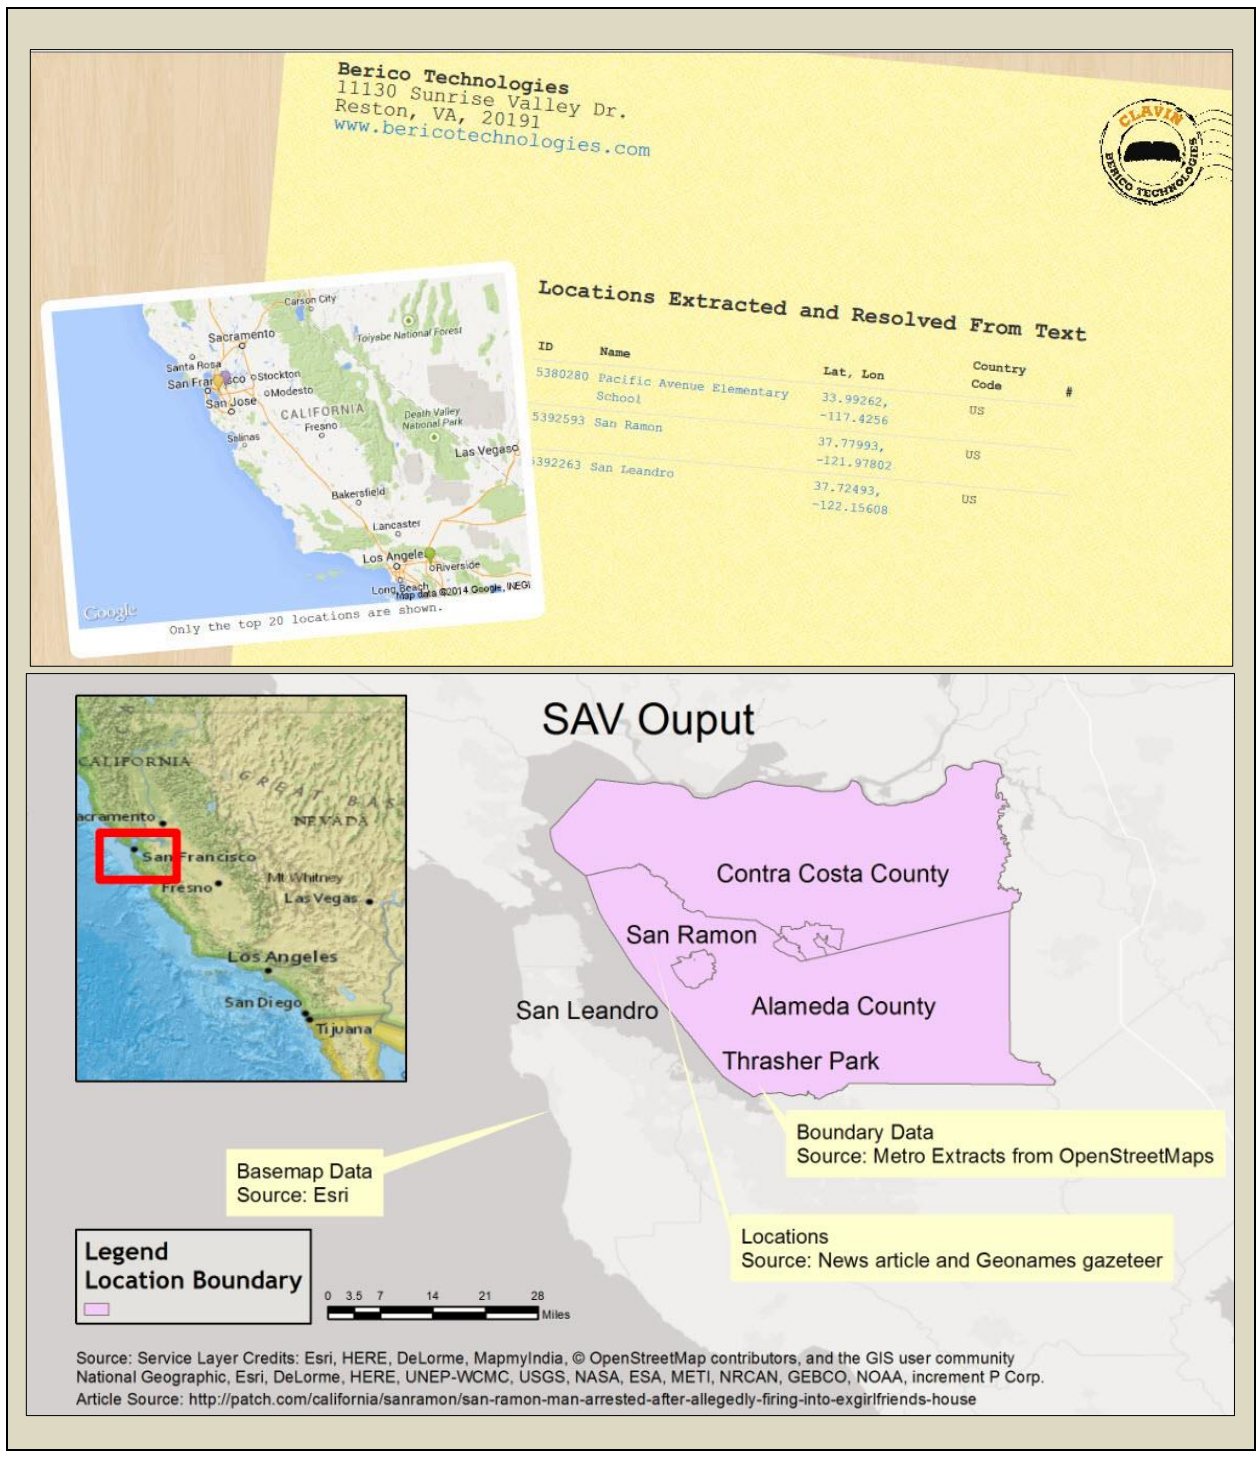 Berico Technologies
11130 Sunrise Valley Dr.
Reston, VA, 20191
www.bericotechnologies.com
CLAVIN
BERICO TECHNOLOGIES
Carson City
Sacramento
Toiyabe National Forest
Santa Rosa
San Francisco
Stockton
Modesto
San Jose
CALIFORNIA
Fresno
Death Valley
National Park
Salinas
Las Vegas
Bakersfield
Lancaster
Los Angeles
Riverside
Long Beach
Map data ©2014 Google, INEGI
Google
Only the top 20 locations are shown.
Locations Extracted and Resolved From Text
ID Name Lat, Lon Country Code #
5380280 Pacific Avenue Elementary School 33.99262, -117.4256 US
5392593 San Ramon 37.77993, -121.97802 US
5392263 San Leandro 37.72493, -122.15608 US
SAV Ouput
CALIFORNIA
GREAT BAS
NEVADA
acramento
San Francisco
Fresno
Mt Whitney
Las Vegas
Los Angeles
San Diego
Tijuana
Contra Costa County
San Ramon
San Leandro
Alameda County
Thrasher Park
Boundary Data
Source: Metro Extracts from OpenStreetMaps
Basemap Data
Source: Esri
Locations
Source: News article and Geonames gazeteer
Legend
Location Boundary
0 3.5 7 14 21 28
Miles
Source: Service Layer Credits: Esri, HERE, DeLorme, MapmyIndia, © OpenStreetMap contributors, and the GIS user community
National Geographic, Esri, DeLorme, HERE, UNEP-WCMC, USGS, NASA, ESA, METI, NRCAN, GEBCO, NOAA, increment P Corp.
Article Source: http://patch.com/california/sanramon/san-ramon-man-arrested-after-allegedly-firing-into-exgirlfriends-house